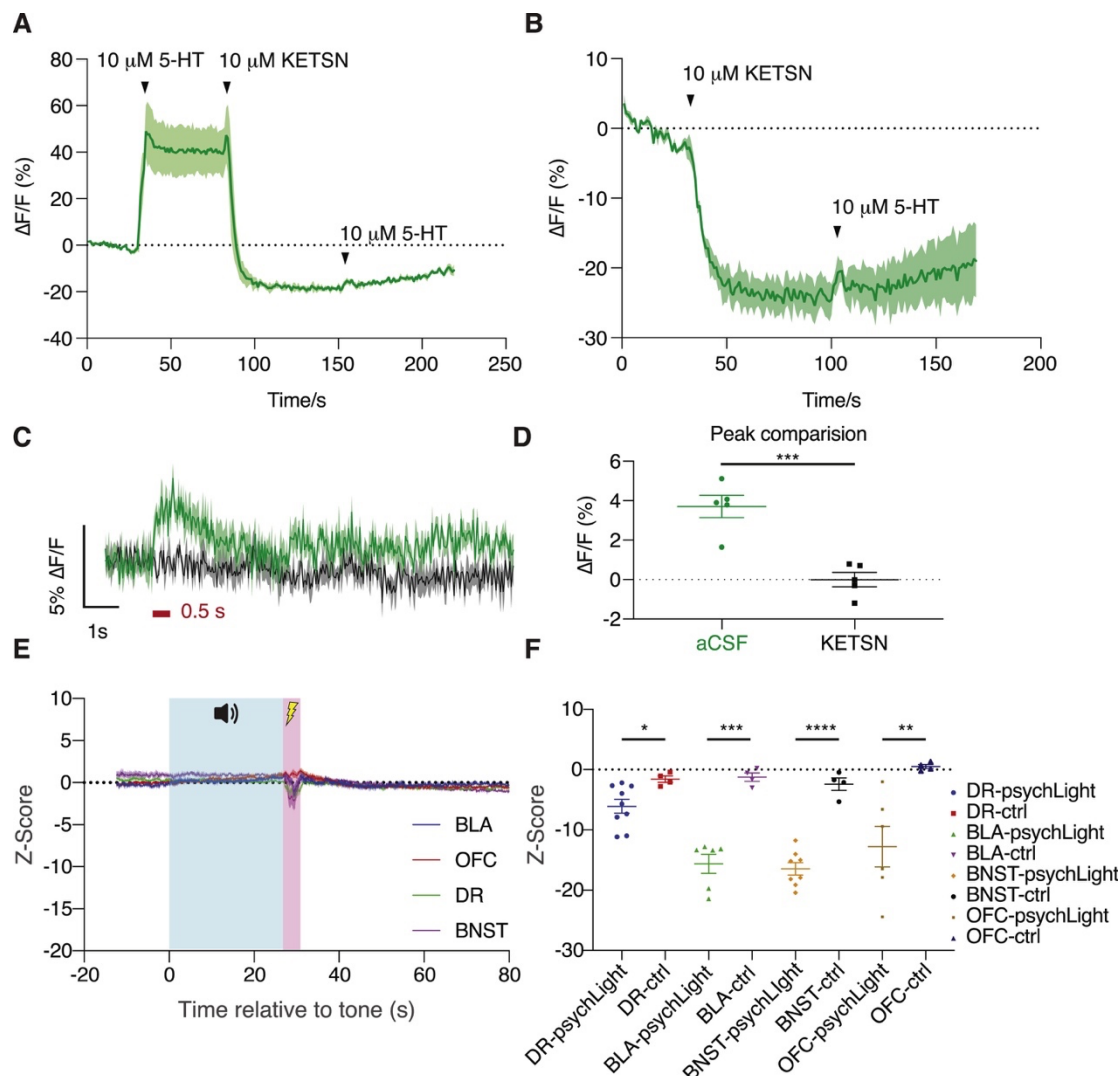 A
10 μM 5-HT
10 μM KETSN
10 μM 5-HT
80
60
40
20
0
-20
-40
ΔF/F (%)
0
50
100
150
200
250
Time/s
B
10 μM KETSN
10 μM 5-HT
10
0
-10
-20
-30
ΔF/F (%)
0
50
100
150
200
Time/s
C
5% ΔF/F
1s
0.5 s
D
Peak comparision
***
6
4
2
0
-2
ΔF/F (%)
aCSF
KETSN
E
10
5
0
-5
-10
-15
-20
Z-Score
BLA
OFC
DR
BNST
-20
0
20
40
60
80
Time relative to tone (s)
F
10
0
-10
-20
-30
Z-Score
*
***
****
**
DR-psychLight
DR-ctrl
BLA-psychLight
BLA-ctrl
BNST-psychLIght
BNST-ctrl
OFC-psychLight
OFC-ctrl
DR-psychLight
DR-ctrl
BLA-psychLight
BLA-ctrl
BNST-psychLight
BNST-ctrl
OFC-psychLight
OFC-ctrl